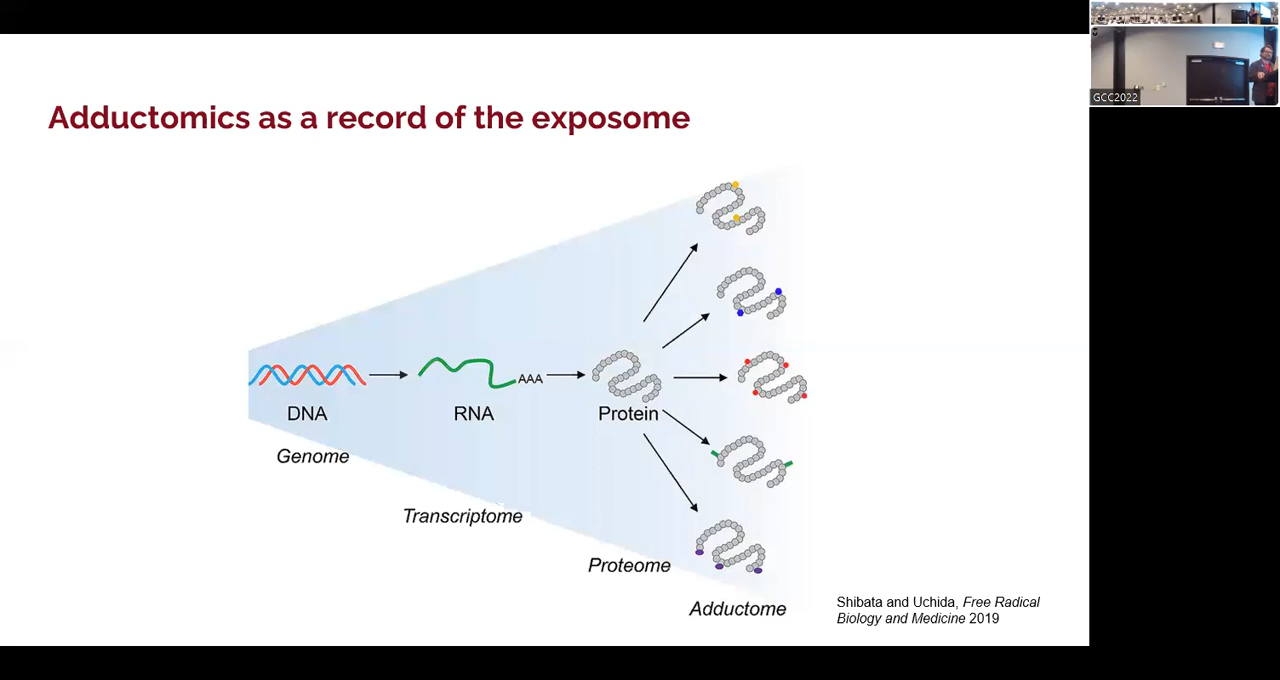 Adductomics as a record of the exposome
AAA
DNA
RNA
Protein
Genome
Transcriptome
Proteome
Adductome
Shibata and Uchida, Free Radical
Biology and Medicine 2019
GCC2022